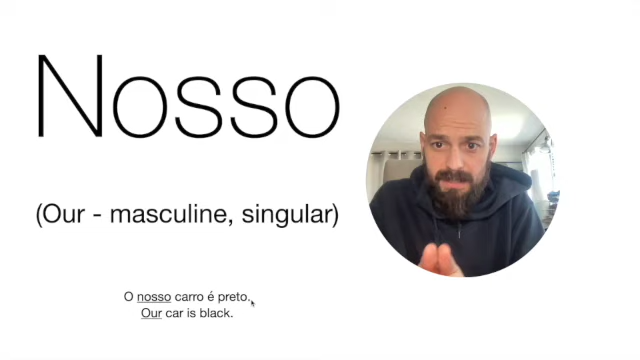 Nosso
(Our - masculine, singular)
O nosso carro é preto.
Our car is black.